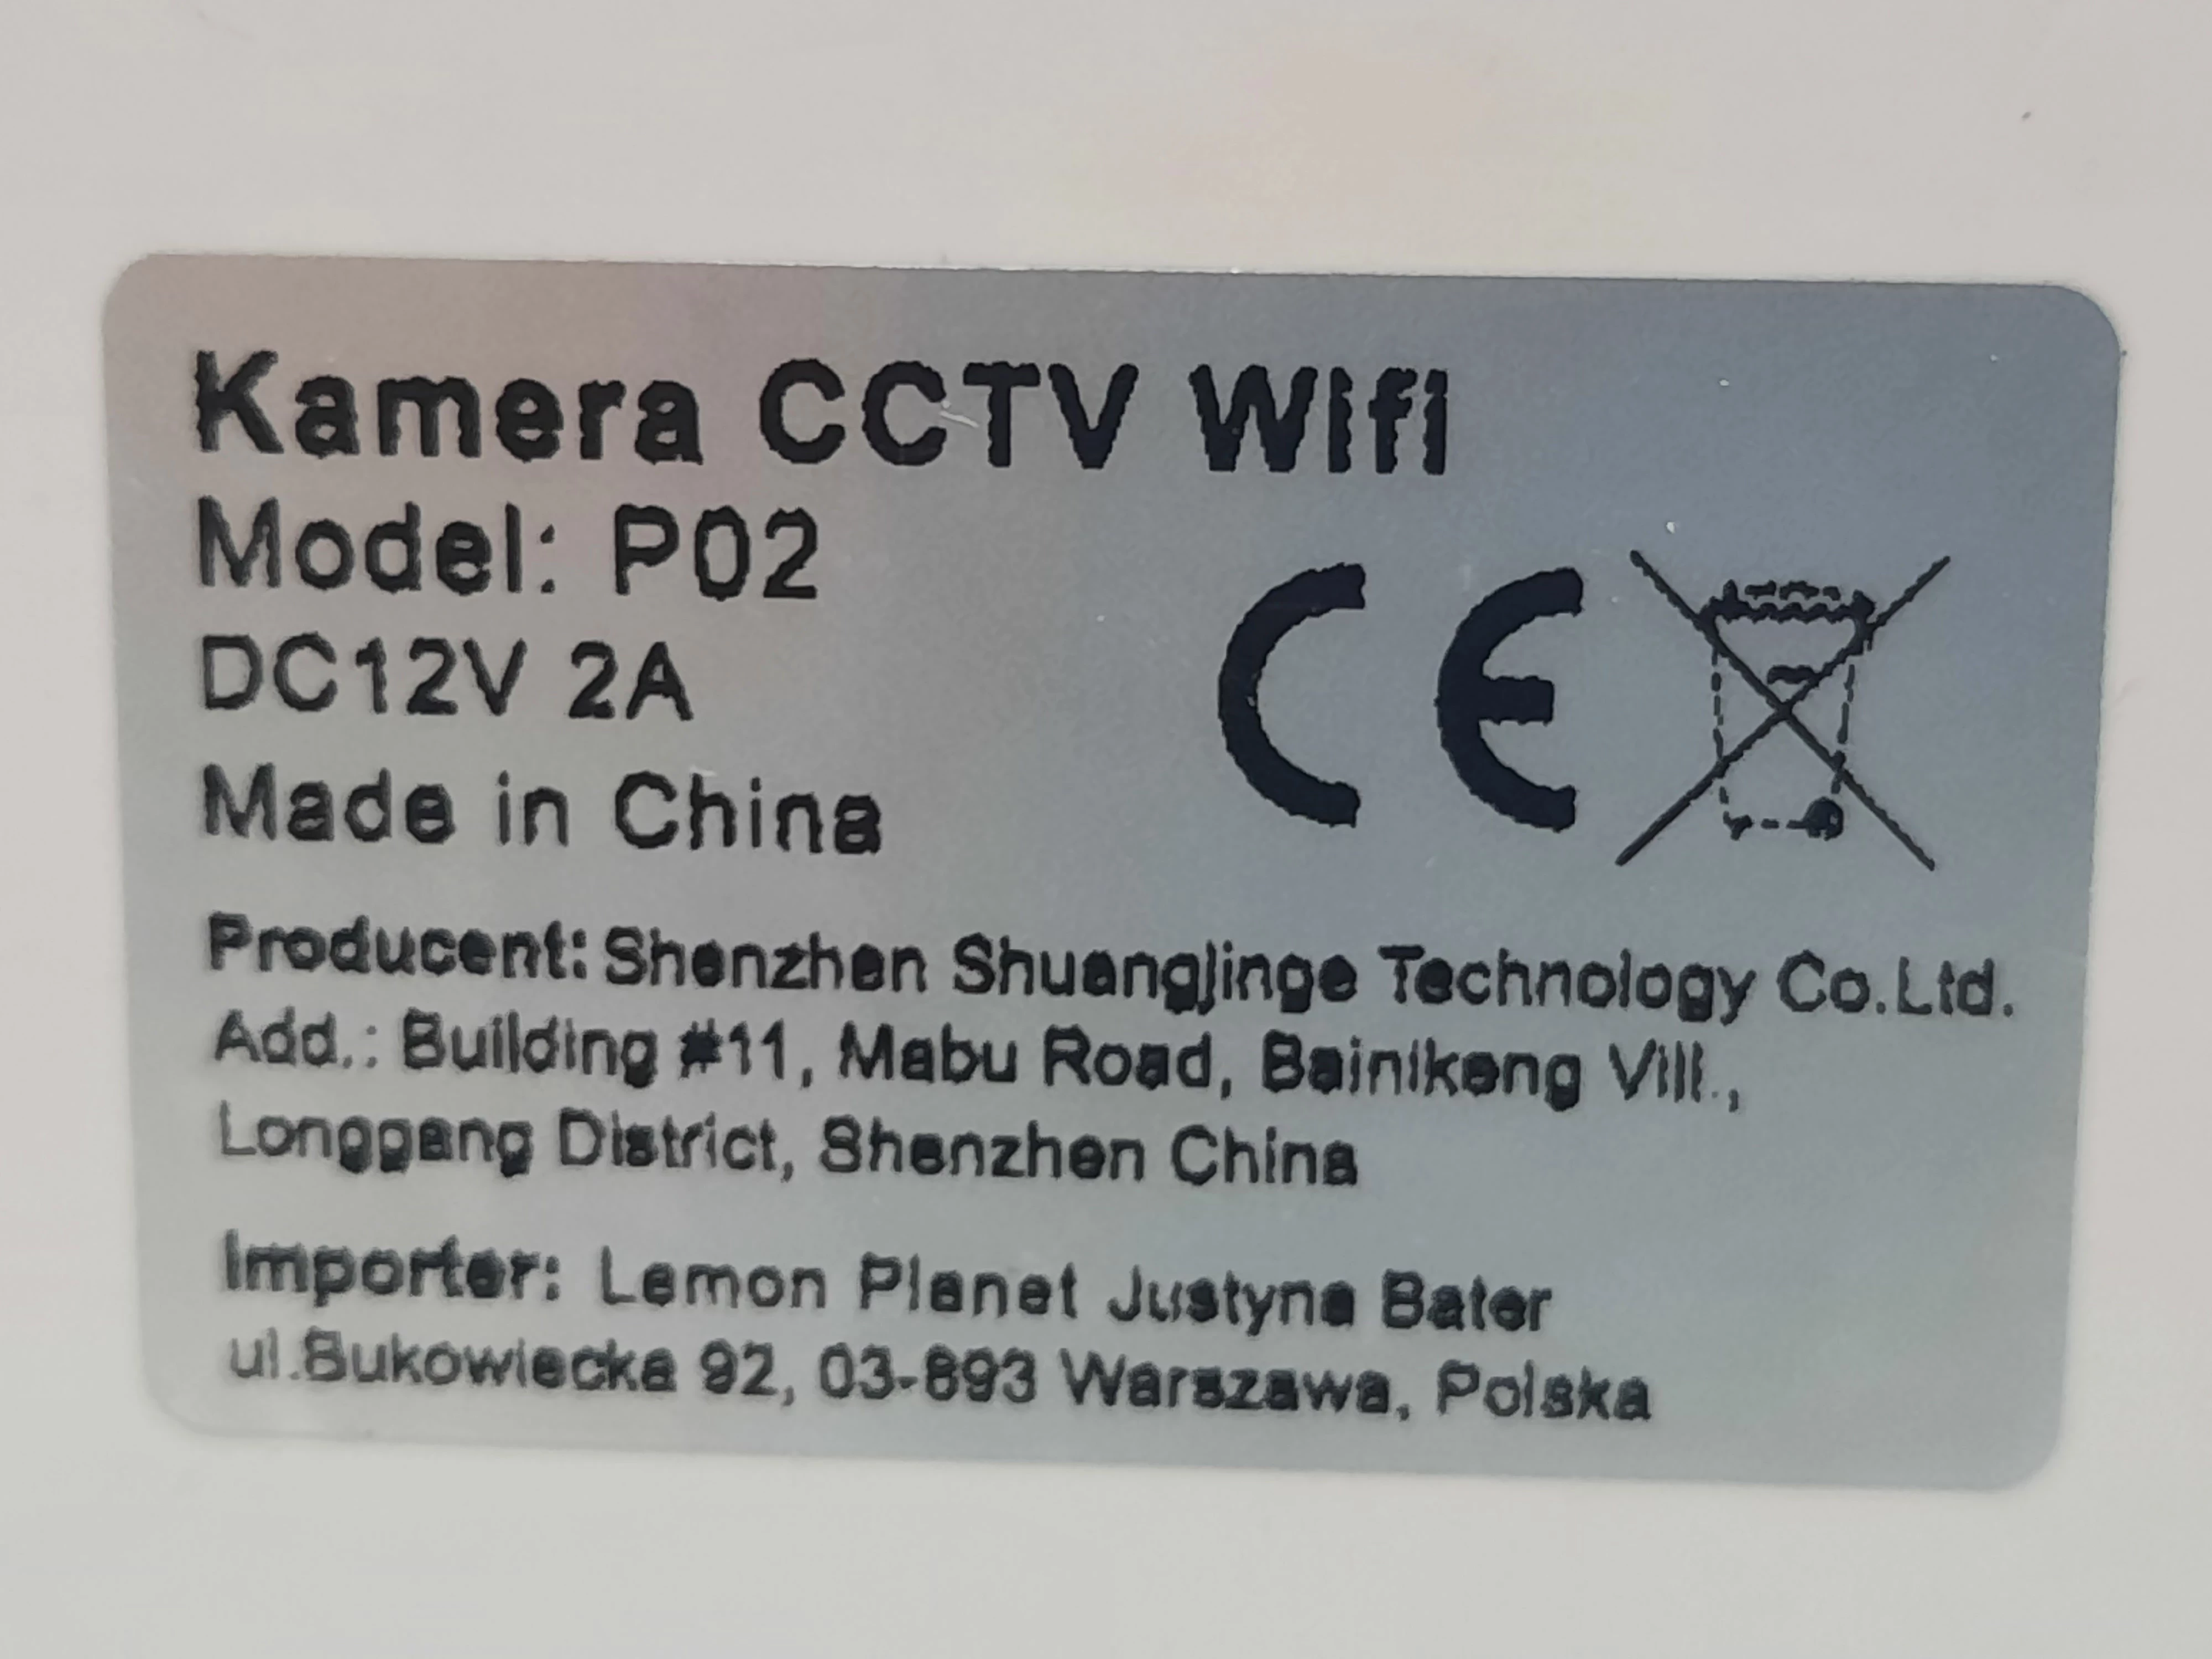 Kamera CCTV Wifi
Model: P02
DC12V 2A
CE
Made in China
Producent: Shenzhen Shuangjinge Technology Co.Ltd.
Add.: Building #11, Mabu Road, Bainikeng Vill.,
Longgang District, Shenzhen China
Importer: Lemon Planet Justyna Bater
ul.Bukowiecka 92, 03-893 Warszawa, Polska